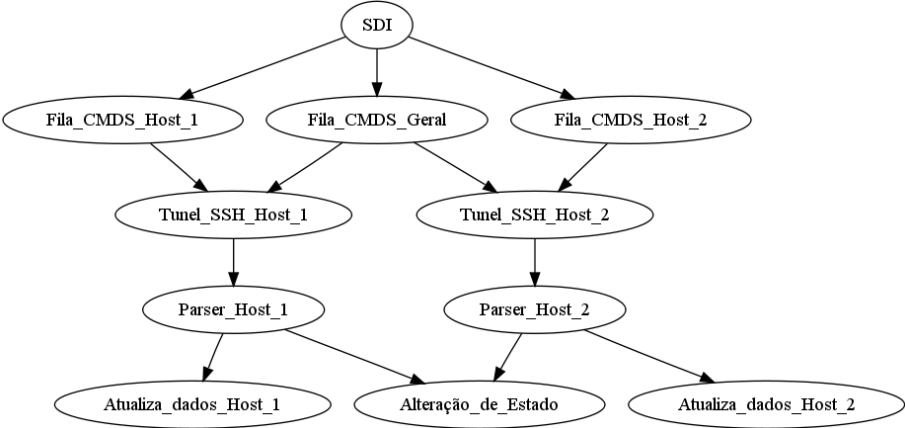 SDI
Fila_CMDS_Host_1
Fila_CMDS_Geral
Fila_CMDS_Host_2
Tunel_SSH_Host_1
Tunel_SSH_Host_2
Parser_Host_1
Parser_Host_2
Atualiza_dados_Host_1
Alteração_de_Estado
Atualiza_dados_Host_2